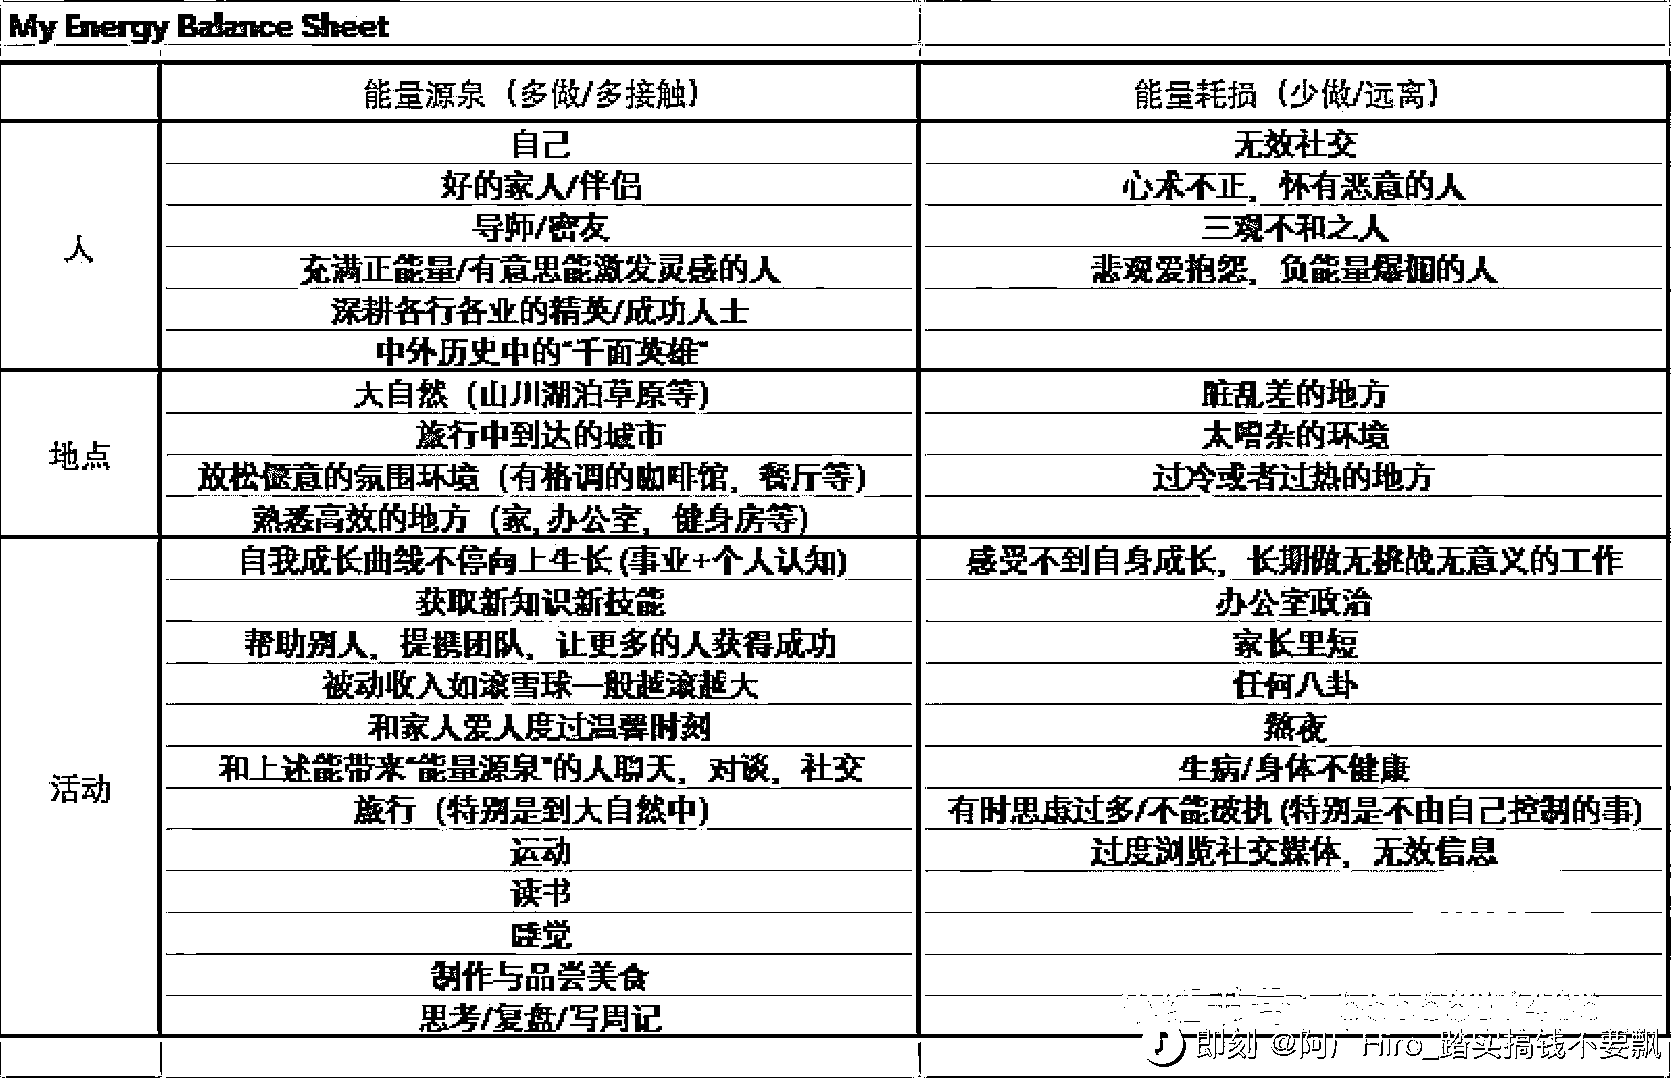 My Energy Balance Sheet
能量源泉（多做/多接触） 能量耗损（少做/远离）
人
自己 无效社交
好的家人/伴侣 心术不正，怀有恶意的人
导师/密友 三观不和之人
充满正能量/有意思能激发灵感的人 悲观爱抱怨，负能量爆棚的人
深耕各行各业的精英/成功人士
中外历史中的“千面英雄”
地点
大自然（山川湖泊草原等） 脏乱差的地方
旅行中到达的城市 太嘈杂的环境
放松惬意的氛围环境（有格调的咖啡馆，餐厅等） 过冷或者过热的地方
熟悉高效的地方（家,办公室，健身房等）
活动
自我成长曲线不停向上生长(事业+个人认知) 感受不到自身成长，长期做无挑战无意义的工作
获取新知识新技能 办公室政治
帮助别人，提携团队，让更多的人获得成功 家长里短
被动收入如滚雪球一般越滚越大 任何八卦
和家人爱人度过温馨时刻 熬夜
和上述能带来“能量源泉”的人聊天，对谈，社交 生病/身体不健康
旅行（特别是到大自然中） 有时思虑过多/不能破执(特别是不由自己控制的事)
运动 过度浏览社交媒体，无效信息
读书
睡觉
制作与品尝美食
思考/复盘/写周记
即刻 @阿广Hiro_踏实搞钱不要飘